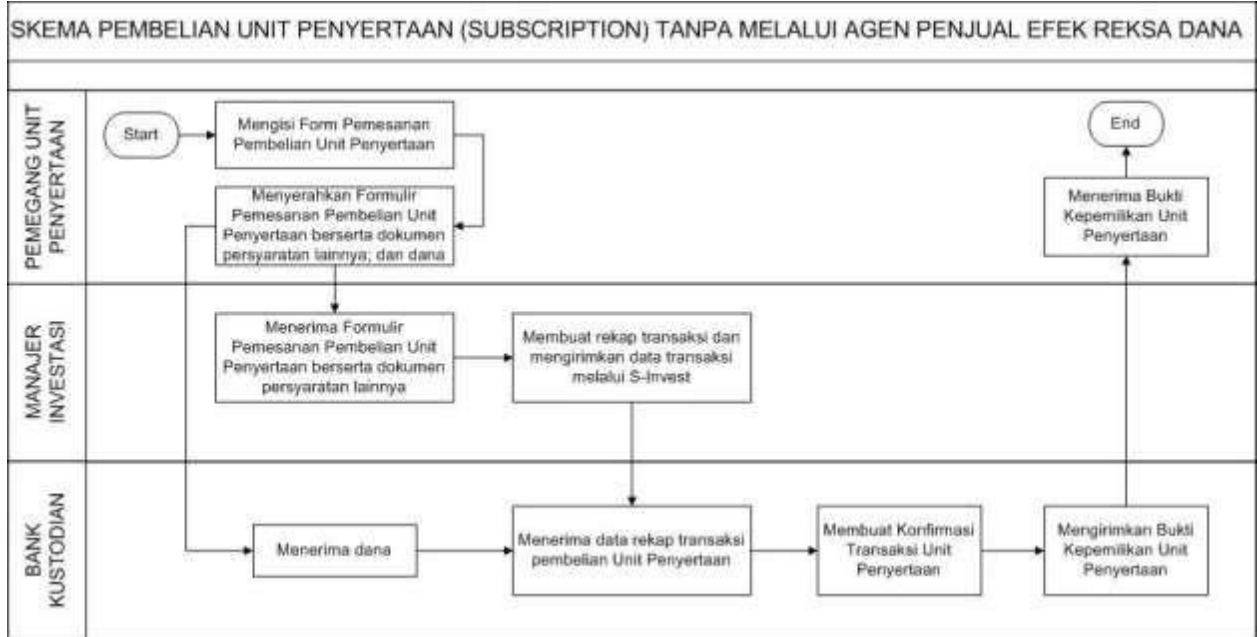 SKEMA PEMBELIAN UNIT PENYERTAAN (SUBSCRIPTION) TANPA MELALUI AGEN PENJUAL EFEK REKSA DANA
PEMEGANG UNIT
PENYERTAAN
Start
Mengisi Form Pemesanan
Pembelian Unit Penyertaan
Menyerahkan Formulir
Pemesanan Pembelian Unit
Penyertaan berserta dokumen
persyaratan lainnya; dan dana
End
Menerima Bukti
Kepemilikan Unit
Penyertaan
MANAJER
INVESTASI
Menerima Formulir
Pemesanan Pembelian Unit
Penyertaan berserta dokumen
persyaratan lainnya
Membuat rekap transaksi dan
mengirimkan data transaksi
melalui S-Invest
BANK
KUSTODIAN
Menerima dana
Menerima data rekap transaksi
pembelian Unit Penyertaan
Membuat Konfirmasi
Transaksi Unit
Penyertaan
Mengirimkan Bukti
Kepemilikan Unit
Penyertaan